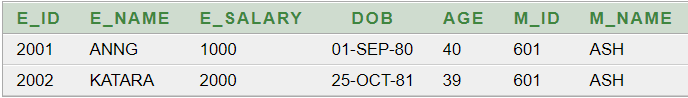 E_ID E_NAME E_SALARY DOB AGE M_ID M_NAME
2001 ANNG 1000 01-SEP-80 40 601 ASH
2002 KATARA 2000 25-OCT-81 39 601 ASH